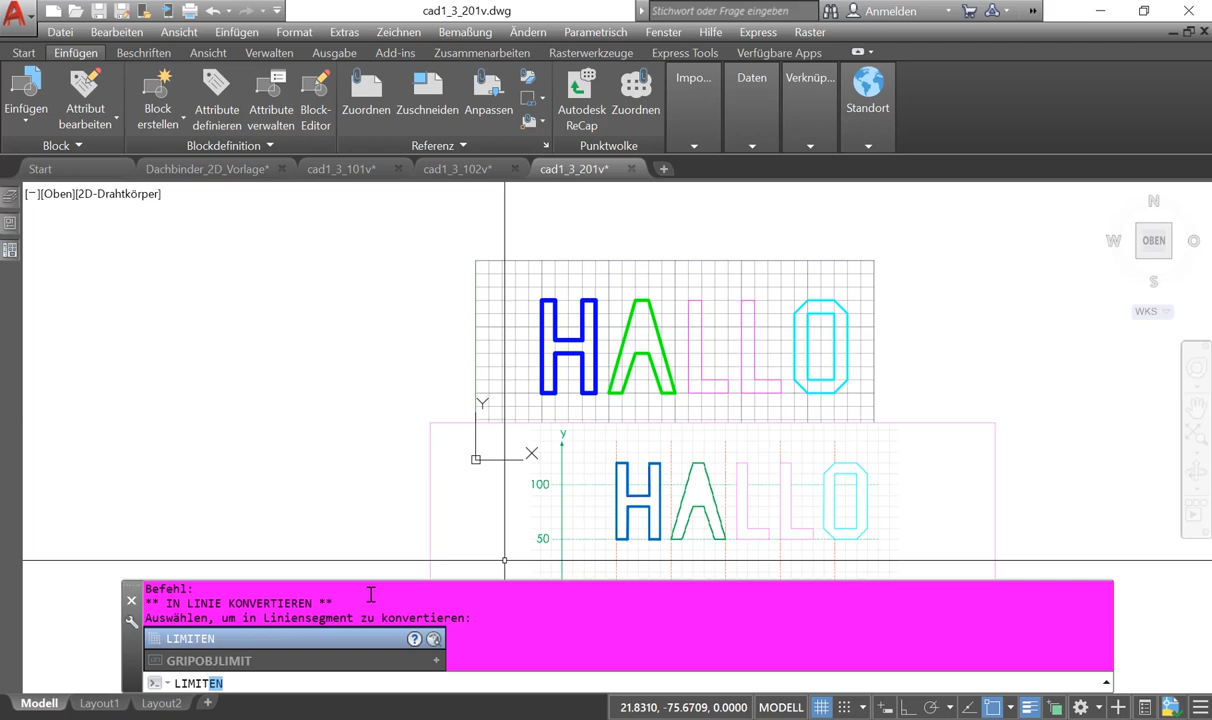 cad1_3_201v.dwg
Stichwort oder Frage eingeben
Anmelden
Datei Bearbeiten Ansicht Einfügen Format Extras Zeichnen Bemaßung Ändern Parametrisch Fenster Hilfe Express Raster
Start Einfügen Beschriften Ansicht Verwalten Ausgabe Add-ins Zusammenarbeiten Rasterwerkzeuge Express Tools Verfügbare Apps
Einfügen
Attribut bearbeiten
Block erstellen
Attribute definieren
Attribute verwalten
Block-Editor
Zuordnen
Zuschneiden
Anpassen
Autodesk ReCap
Zuordnen
Impo...
Daten
Verknüp...
Standort
Block Blockdefinition Referenz Punktwolke
Start Dachbinder_2D_Vorlage* cad1_3_101v* cad1_3_102v* cad1_3_201v*
[−][Oben][2D-Drahtkörper]
N
W OBEN O
S
WKS
HALLO
Y
X
y
HALLO
100
50
Befehl:
** IN LINIE KONVERTIEREN **
Auswählen, um in Liniensegment zu konvertieren:
LIMITEN
GRIPOBJLIMIT
LIMITEN
Modell Layout1 Layout2
21.8310, -75.6709, 0.0000 MODELL